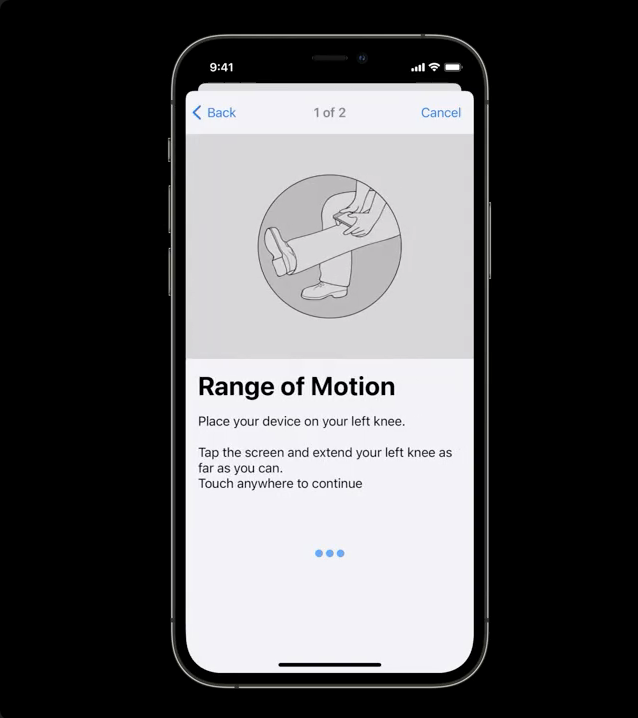 9:41
Back
1 of 2
Cancel
Range of Motion
Place your device on your left knee.
Tap the screen and extend your left knee as
far as you can.
Touch anywhere to continue